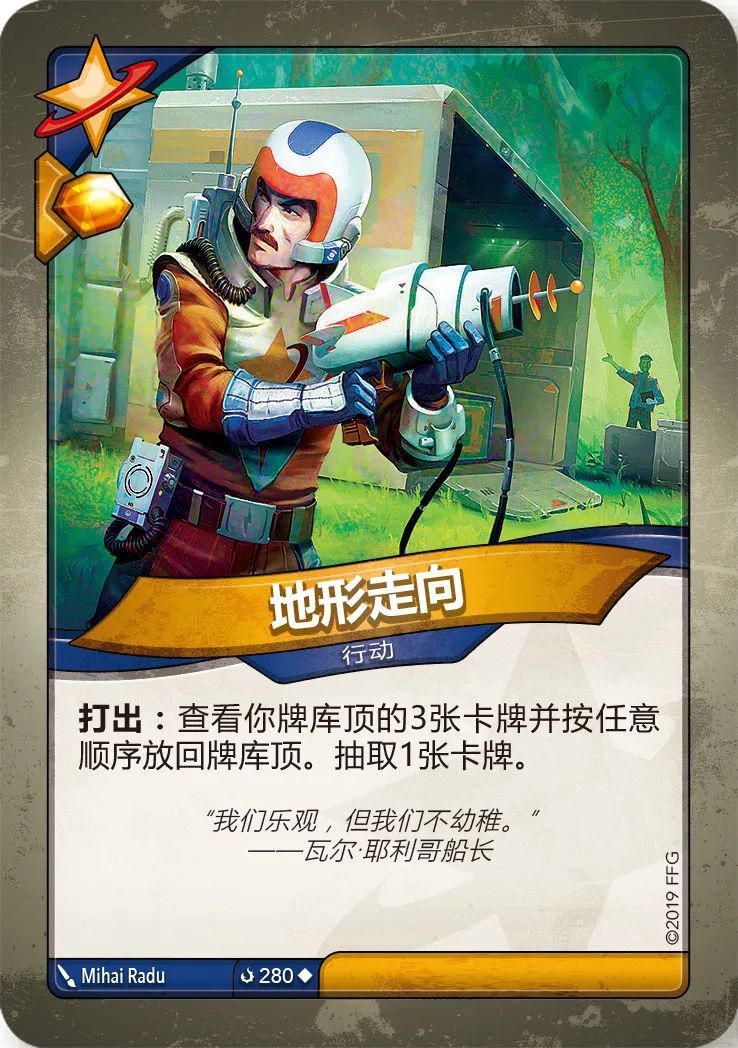 地形走向
行动
打出：查看你牌库顶的3张卡牌并按任意
顺序放回牌库顶。抽取1张卡牌。
“我们乐观，但我们不幼稚。”
——瓦尔·耶利哥船长
©2019 FFG
Mihai Radu
280